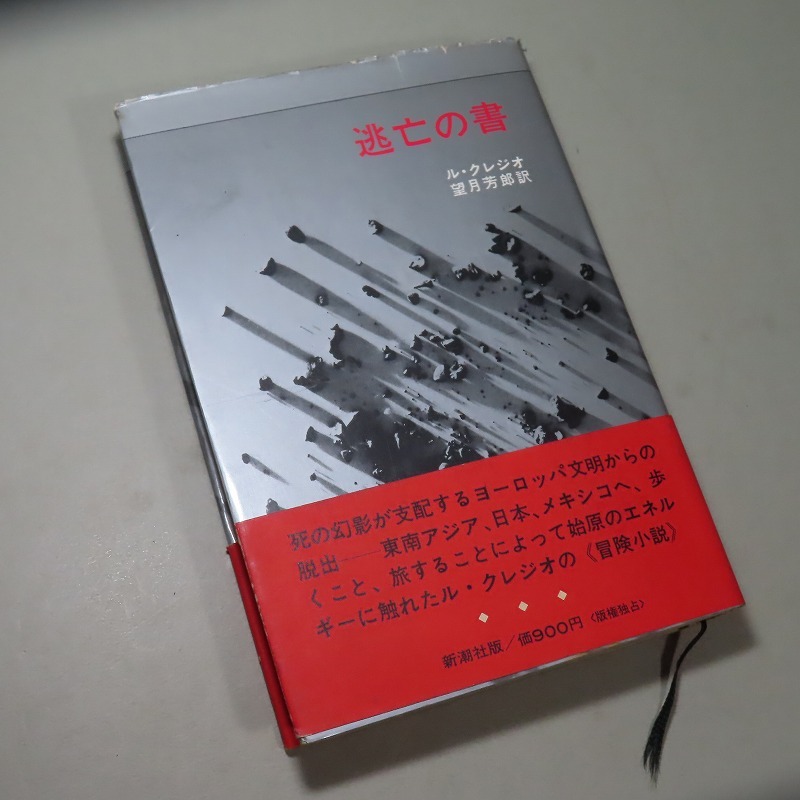 逃亡の書
ル・クレジオ
望月芳郎訳
死の幻影が支配するヨーロッパ文明からの
脱出──東南アジア、日本、メキシコへ、歩
くこと、旅することによって始原のエネル
ギーに触れたル・クレジオの《冒険小説》
新潮社版/価900円〈版権独占〉